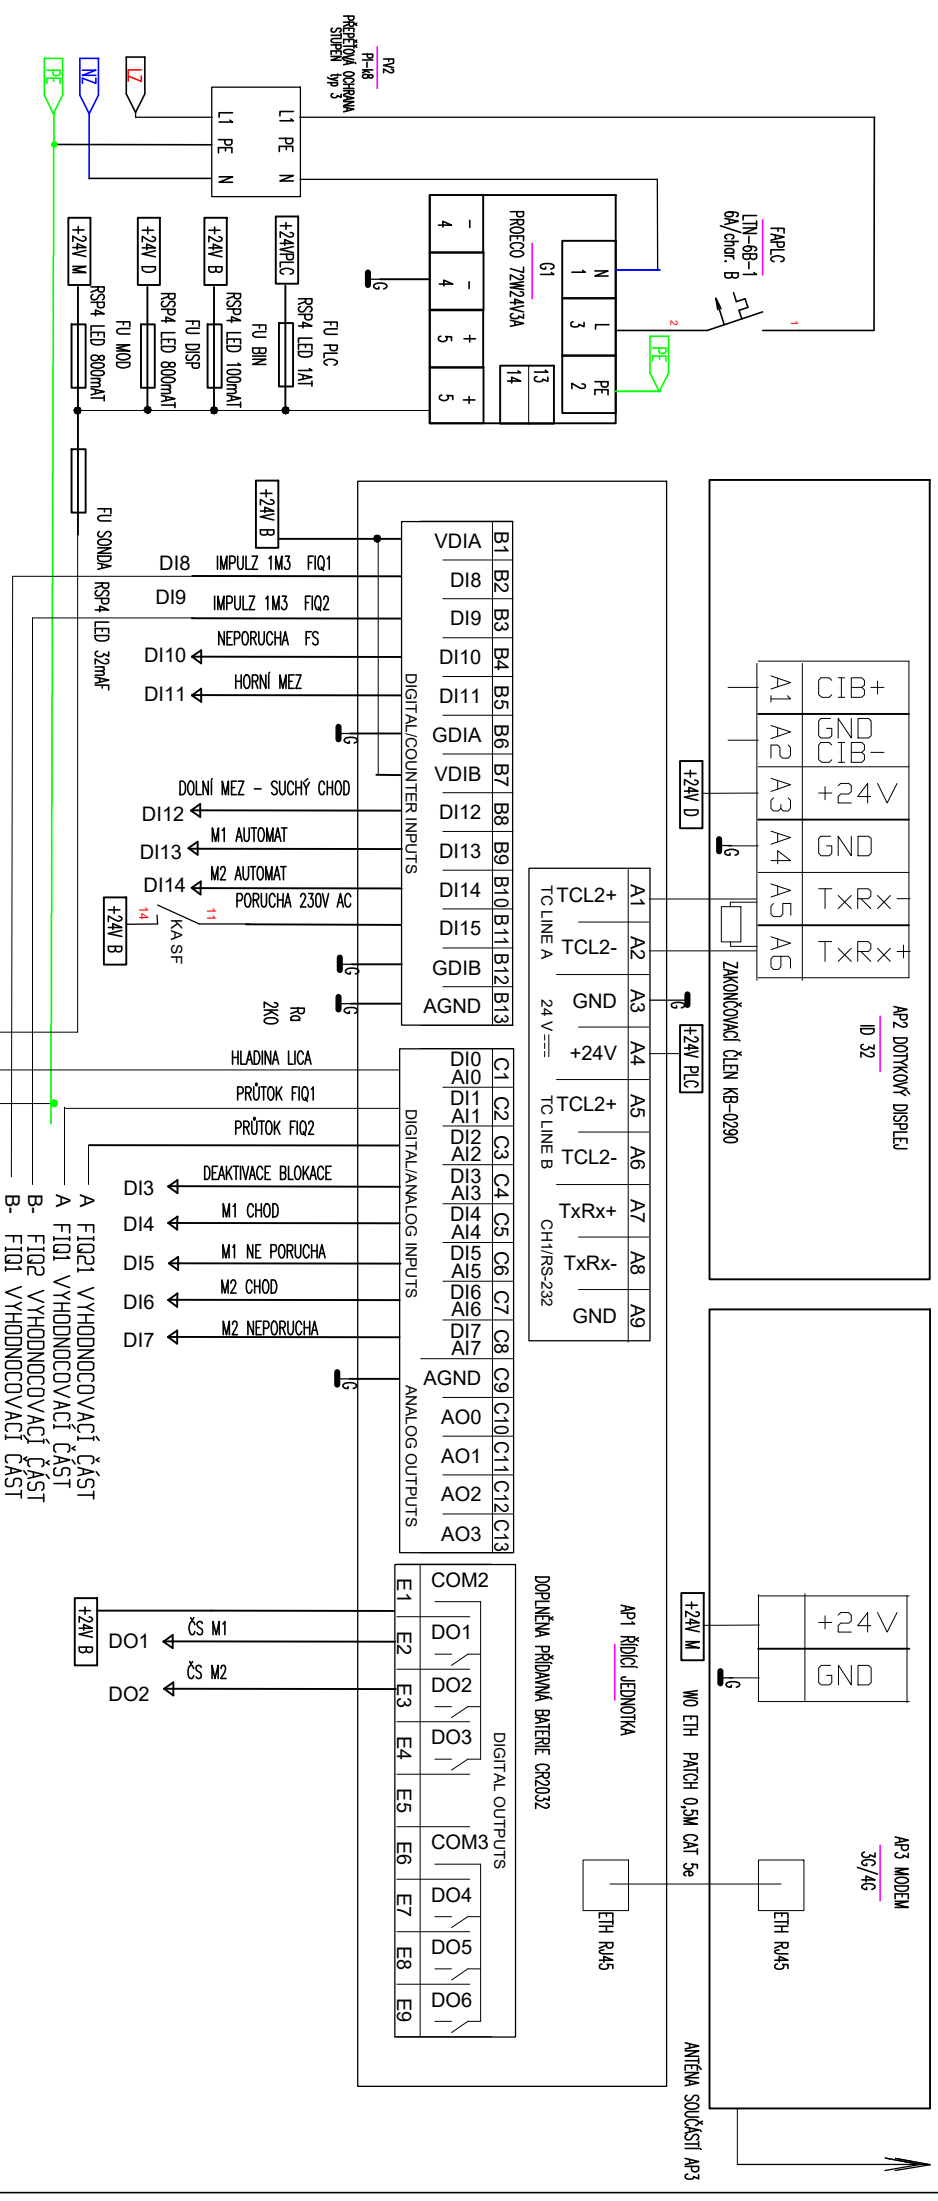 FV2
PI-k8
PŘEPĚŤOVÁ OCHRANA
STUPEŇ typ 3
LZ
NZ
PE
L1 PE N
L1 PE N
FAPLC
LTN-6B-1
6A/char. B
1
2
PE
G1
PROECO 72W24V3A
N 1
L 3
PE 2
- 4
- 4
+ 5
+ 5
13
14
G
+24VPLC
FU PLC
RSP4 LED 1AT
+24V B
FU BIN
RSP4 LED 100mAT
+24V D
FU DISP
RSP4 LED 800mAT
+24V M
FU MOD
RSP4 LED 800mAT
FU SONDA RSP4 LED 32mAF
AP2 DOTYKOVÝ DISPLEJ
ID 32
A1 CIB+
A2 GND CIB-
A3 +24V
A4 GND
A5 TxRx-
A6 TxRx+
+24V D
G
ZAKONČOVACÍ ČLEN KB-0290
+24V B
B1 VDIA
B2 DI8
B3 DI9
B4 DI10
B5 DI11
B6 GDIA
B7 VDIB
B8 DI12
B9 DI13
B10 DI14
B11 DI15
B12 GDIB
B13 AGND
DIGITAL/COUNTER INPUTS
DI8 IMPULZ 1M3 FIQ1
DI9 IMPULZ 1M3 FIQ2
DI10 NEPORUCHA FS
DI11 HORNÍ MEZ
G
DI12 DOLNÍ MEZ - SUCHÝ CHOD
DI13 M1 AUTOMAT
DI14 M2 AUTOMAT
PORUCHA 230V AC
11
14
KA SF
+24V B
G
G
Ra
2K0
A1 TCL2+
A2 TCL2-
A3 GND
A4 +24V
A5 TCL2+
A6 TCL2-
A7 TxRx+
A8 TxRx-
A9 GND
TC LINE A
24 V
TC LINE B
CH1/RS-232
G
+24V PLC
C1 DI0 AI0
C2 DI1 AI1
C3 DI2 AI2
C4 DI3 AI3
C5 DI4 AI4
C6 DI5 AI5
C7 DI6 AI6
C8 DI7 AI7
C9 AGND
C10 AO0
C11 AO1
C12 AO2
C13 AO3
DIGITAL/ANALOG INPUTS
ANALOG OUTPUTS
HLADINA LICA
PRŮTOK FIQ1
PRŮTOK FIQ2
DI3 DEAKTIVACE BLOKACE
DI4 M1 CHOD
DI5 M1 NE PORUCHA
DI6 M2 CHOD
DI7 M2 NEPORUCHA
G
A FIQ21 VYHODNOCOVACÍ ČÁST
A FIQ1 VYHODNOCOVACÍ ČÁST
B- FIQ2 VYHODNOCOVACÍ ČÁST
B- FIQ1 VYHODNOCOVACÍ ČÁST
AP1 ŘÍDICÍ JEDNOTKA
DOPLNĚNA PŘÍDAVNÁ BATERIE CR2032
E1 COM2
E2 DO1
E3 DO2
E4 DO3
E5
E6 COM3
E7 DO4
E8 DO5
E9 DO6
DIGITAL OUTPUTS
+24V B
DO1 ČS M1
DO2 ČS M2
AP3 MODEM
3G/4G
+24V
GND
+24V M
G
WO ETH PATCH 0,5M CAT 5e
ETH RJ45
ETH RJ45
ANTÉNA SOUČÁSTÍ AP3